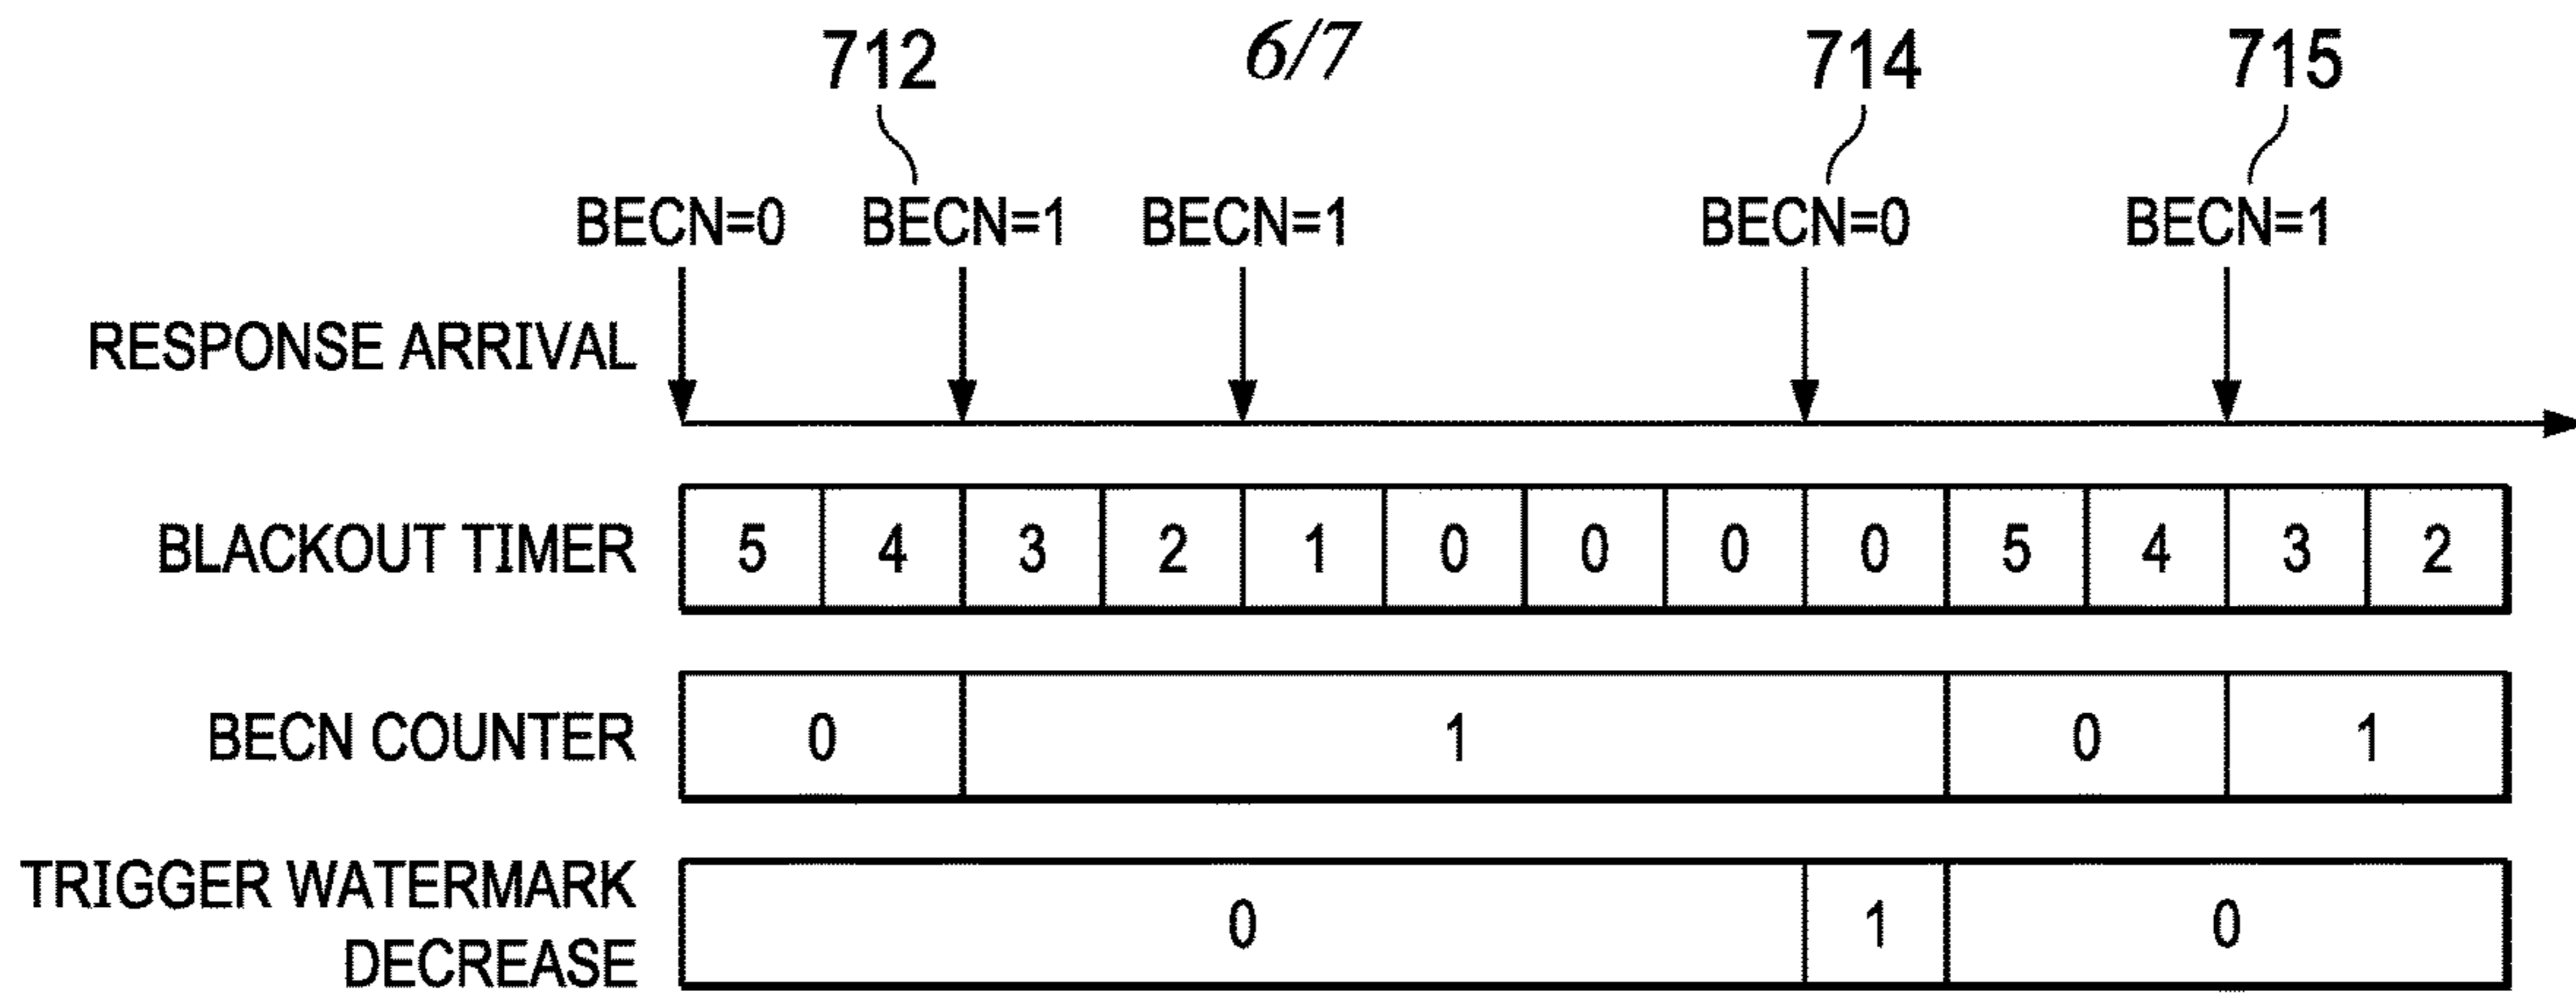 712 6/7 714 715
BECN=0 BECN=1 BECN=1 BECN=0 BECN=1
RESPONSE ARRIVAL
BLACKOUT TIMER 5 4 3 2 1 0 0 0 0 5 4 3 2
BECN COUNTER 0 1 0 1
TRIGGER WATERMARK
DECREASE 0 1 0